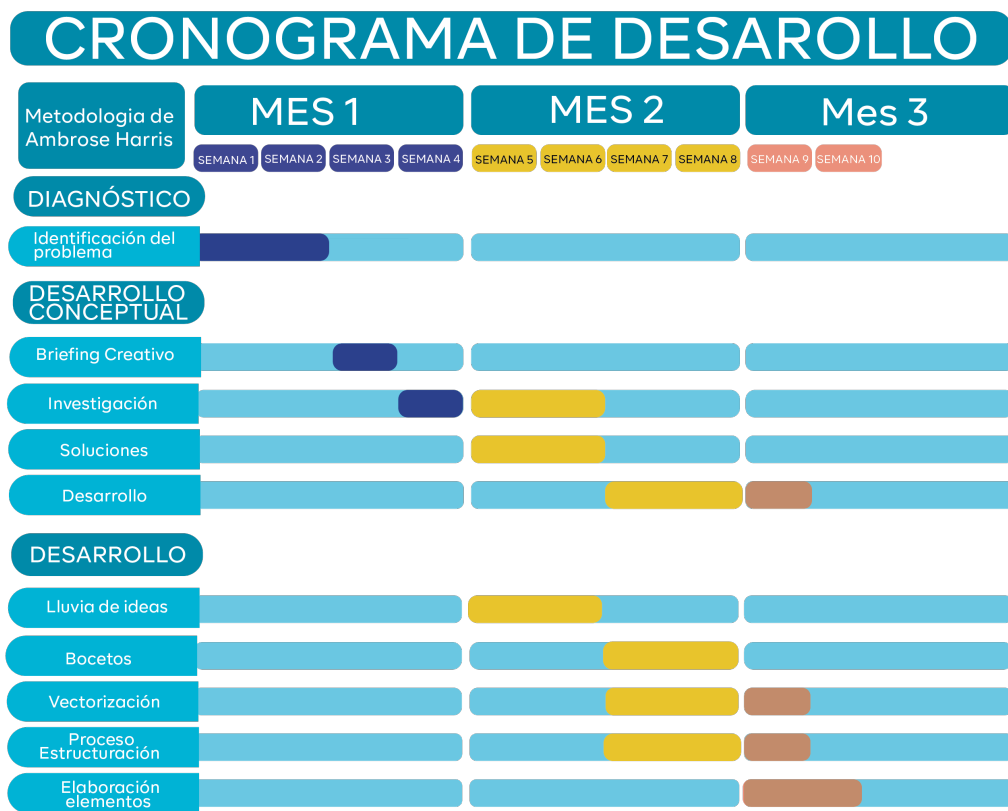 CRONOGRAMA DE DESAROLLO
Metodologia de
Ambrose Harris
MES 1
MES 2
Mes 3
SEMANA 1
SEMANA 2
SEMANA 3
SEMANA 4
SEMANA 5
SEMANA 6
SEMANA 7
SEMANA 8
SEMANA 9
SEMANA 10
DIAGNÓSTICO
Identificación del
problema
DESARROLLO
CONCEPTUAL
Briefing Creativo
Investigación
Soluciones
Desarrollo
DESARROLLO
Lluvia de ideas
Bocetos
Vectorización
Proceso
Estructuración
Elaboración
elementos